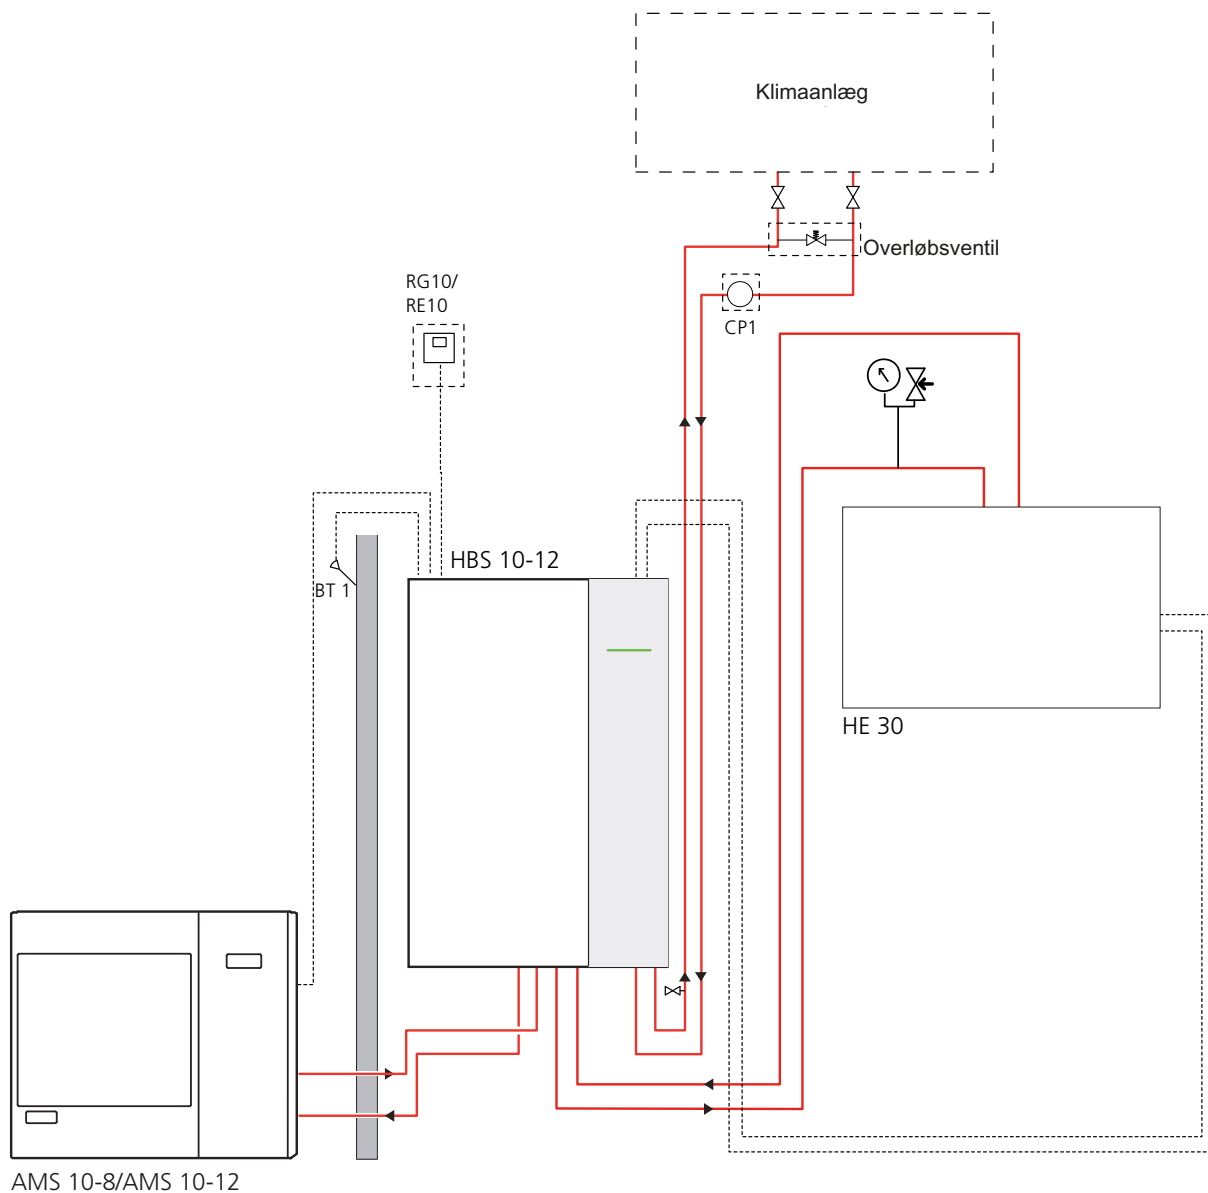 Klimaanlæg
Overløbsventil
RG10/
RE10
CP1
HBS 10-12
BT 1
HE 30
AMS 10-8/AMS 10-12